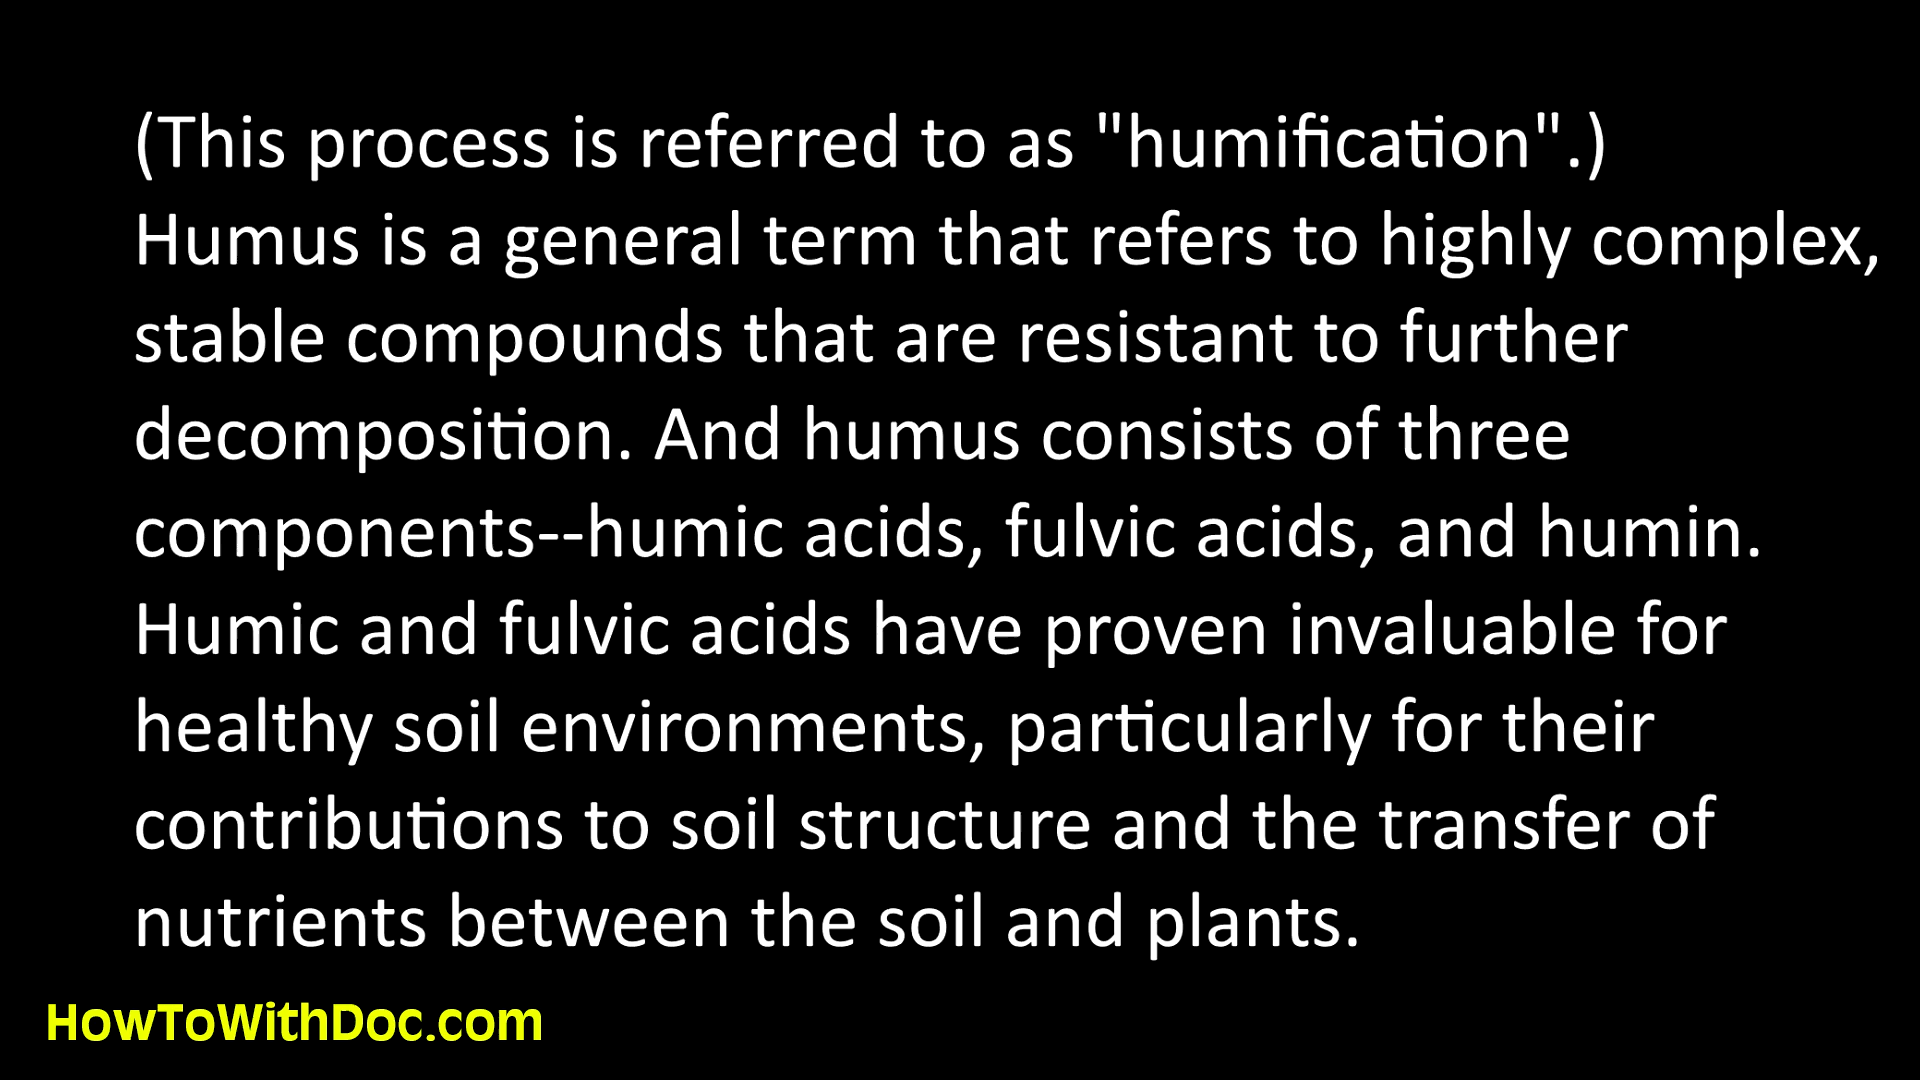 (This process is referred to as "humification".)
Humus is a general term that refers to highly complex,
stable compounds that are resistant to further
decomposition. And humus consists of three
components--humic acids, fulvic acids, and humin.
Humic and fulvic acids have proven invaluable for
healthy soil environments, particularly for their
contributions to soil structure and the transfer of
nutrients between the soil and plants.
HowToWithDoc.com